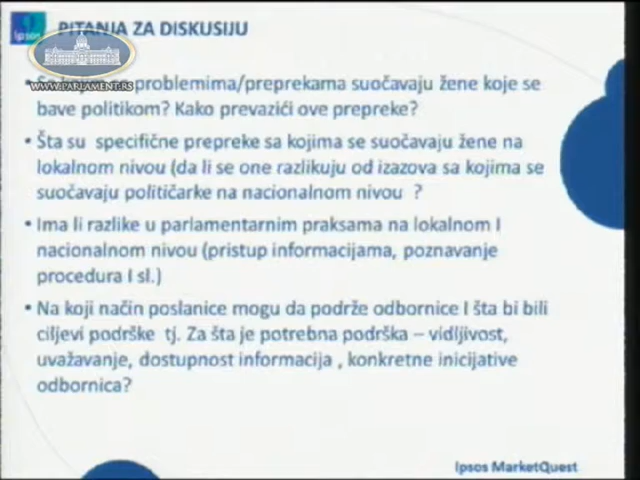 Ipsos
PITANJA ZA DISKUSIJU
WWW.PARLAMENT.RS
problemima/preprekama suočavaju žene koje se
bave politikom? Kako prevazići ove prepreke?
• Šta su specifične prepreke sa kojima se suočavaju žene na
lokalnom nivou (da li se one razlikuju od izazova sa kojima se
suočavaju političarke na nacionalnom nivou ?
• Ima li razlike u parlamentarnim praksama na lokalnom I
nacionalnom nivou (pristup informacijama, poznavanje
procedura I sl.)
• Na koji način poslanice mogu da podrže odbornice I šta bi bili
ciljevi podrške tj. Za šta je potrebna podrška – vidljivost,
uvažavanje, dostupnost informacija , konkretne inicijative
odbornica?
Ipsos MarketQuest